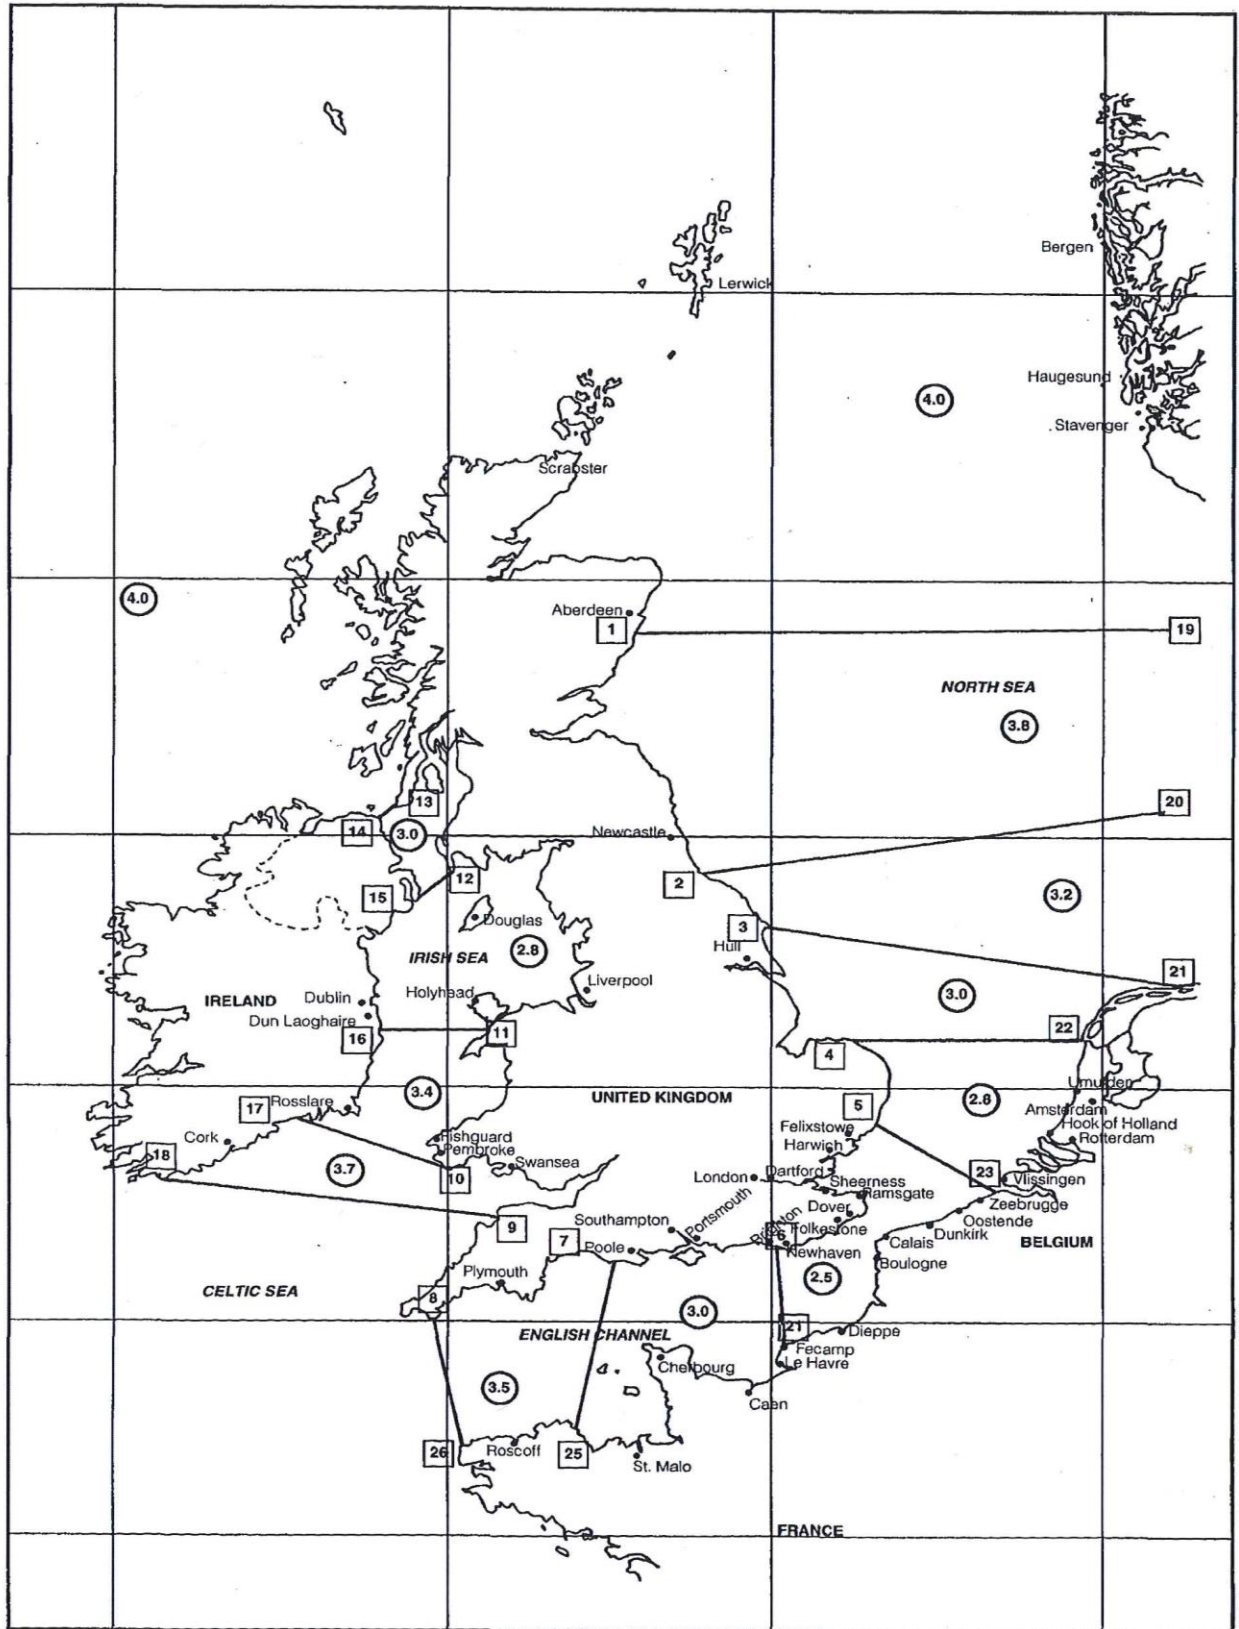 Bergen
Lerwick
Haugesund
4.0
Stavenger
Scrabster
4.0
Aberdeen
1
19
NORTH SEA
3.8
13
20
14
3.0
Newcastle
12
2
15
3.2
Douglas
3
IRISH SEA
2.8
Hull
21
Liverpool
Holyhead
3.0
IRELAND
Dublin
Dun Laoghaire
16
11
22
4
3.4
UNITED KINGDOM
2.8
Umuiden
Amsterdam
17
Rosslare
5
Hook of Holland
Felixstowe
Rotterdam
Cork
Fishguard
Harwich
Pembroke
18
3.7
Swansea
10
London
Dartford
23
Vlissingen
Sheerness
Ramsgate
Zeebrugge
Portsmouth
Dover
Oostende
9
Southampton
Brighton
6
Folkestone
Dunkirk
7
Poole
Newhaven
Calais
BELGIUM
Boulogne
Plymouth
2.5
CELTIC SEA
8
3.0
21
ENGLISH CHANNEL
Dieppe
Fecamp
Cherbourg
Le Havre
3.5
Caen
26
Roscoff
25
St. Malo
FRANCE